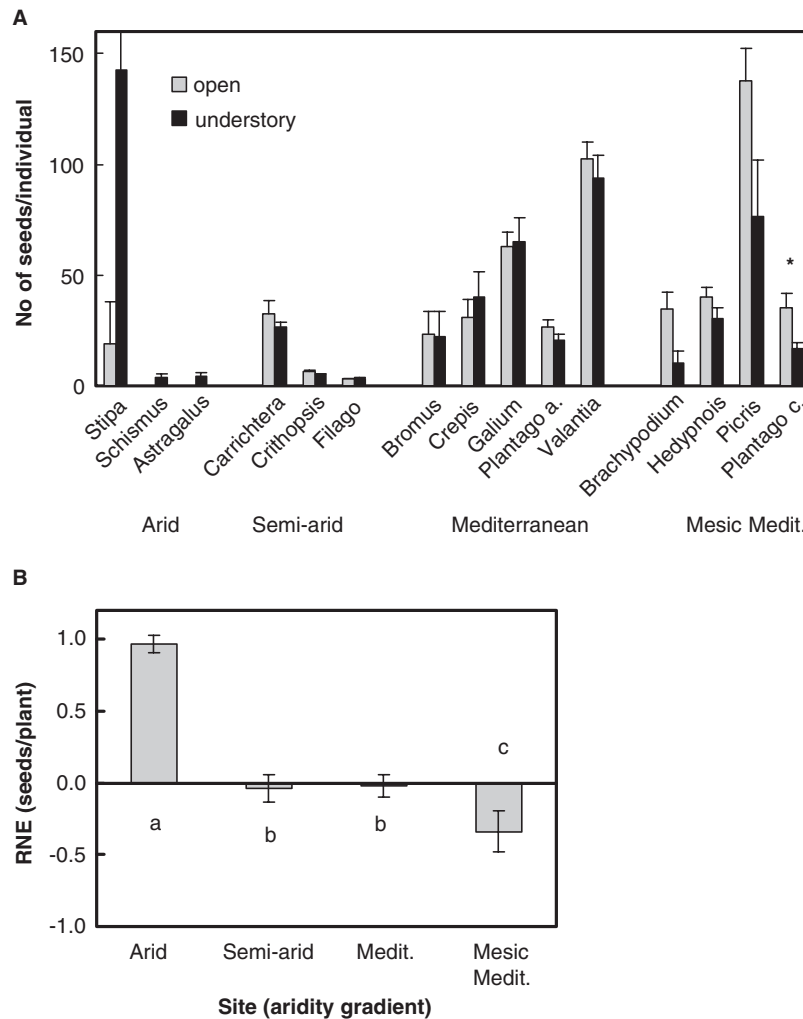 A
No of seeds/individual
150
100
50
0
open
understory
*
Stipa
Schismus
Astragalus
Carrichtera
Crithopsis
Filago
Bromus
Crepis
Galium
Plantago a.
Valantia
Brachypodium
Hedypnois
Picris
Plantago c.
Arid Semi-arid Mediterranean Mesic Medit.
B
RNE (seeds/plant)
1.0
0.5
0.0
-0.5
-1.0
a b b c
Arid Semi-arid Medit. Mesic
Medit.
Site (aridity gradient)